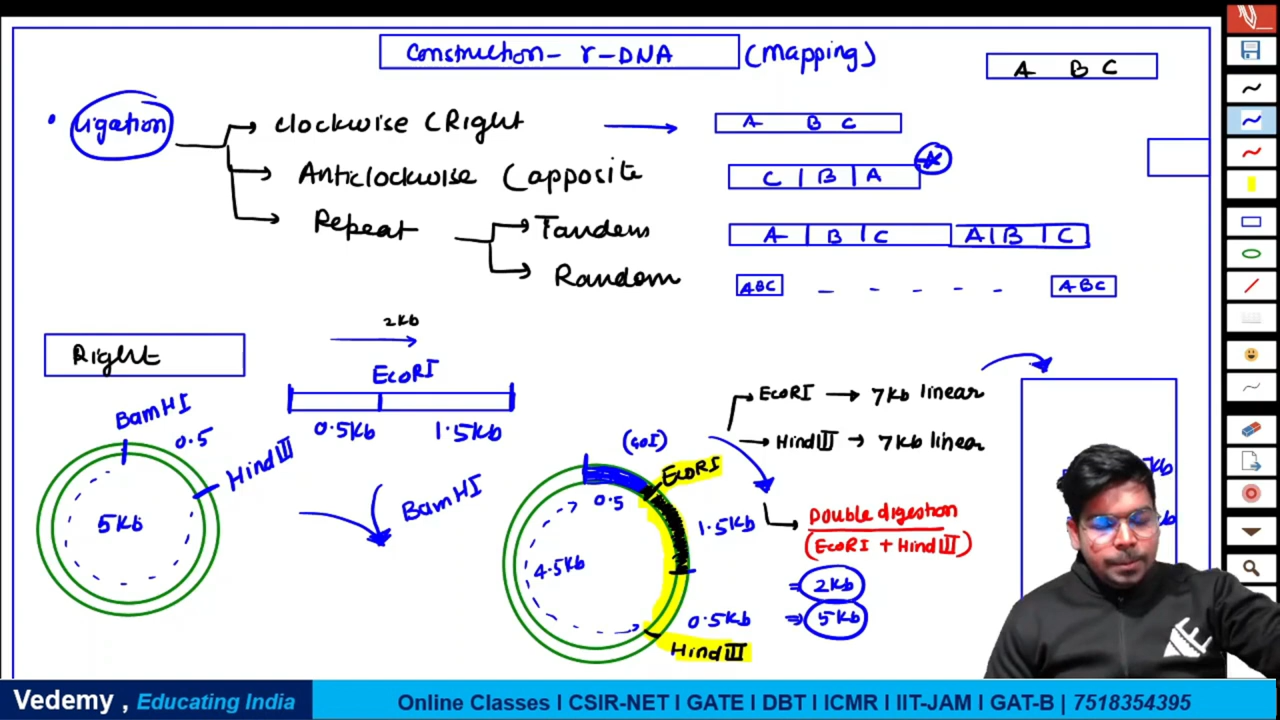 Construction- r-DNA (mapping)
A B C
• Ligation
Clockwise (Right
A B C
Anticlockwise (apposite
C B A
A
Repeat
Tandem
A B C A B C
Random
ABC - - - - - ABC
Right
2Kb
EcoRI
0.5Kb 1.5Kb
BamHI
0.5
HindIII
5Kb
BamHI
(GOI)
EcoRI
0.5
1.5Kb
4.5Kb
0.5Kb
HindIII
EcoRI → 7Kb linear
HindIII → 7Kb linear
Double digestion
(EcoRI + HindIII)
= 2Kb
⇒ 5Kb
Vedemy , Educating India
Online Classes I CSIR-NET I GATE I DBT I ICMR I IIT-JAM I GAT-B | 7518354395